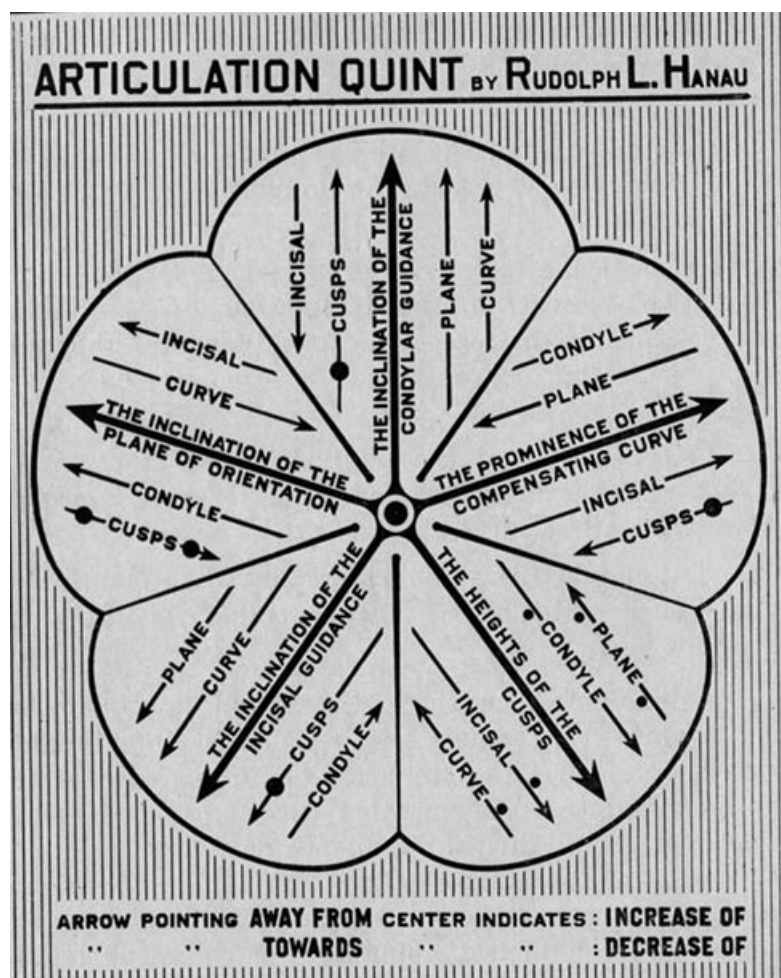 ARTICULATION QUINT BY RUDOLPH L. HANAU
INCISAL
CUSPS
THE INCLINATION OF THE
CONDYLAR GUIDANCE
PLANE
CURVE
INCISAL
CURVE
THE INCLINATION OF THE
PLANE OF ORIENTATION
CONDYLE
CUSPS
CONDYLE
PLANE
THE PROMINENCE OF THE
COMPENSATING CURVE
INCISAL
CUSPS
PLANE
CURVE
THE INCLINATION OF THE
INCISAL GUIDANCE
CUSPS
CONDYLE
PLANE
CONDYLE
THE HEIGHTS OF THE
CUSPS
INCISAL
CURVE
ARROW POINTING AWAY FROM CENTER INDICATES : INCREASE OF
" " TOWARDS " " : DECREASE OF